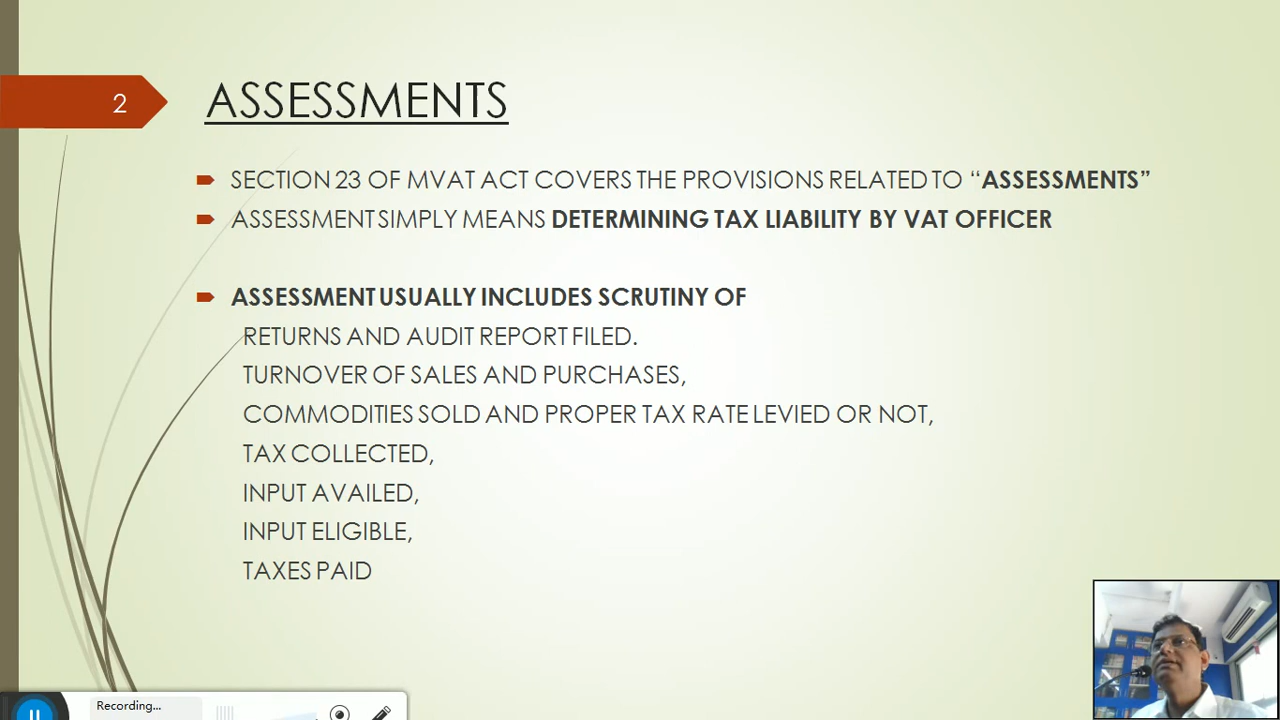 2
ASSESSMENTS
SECTION 23 OF MVAT ACT COVERS THE PROVISIONS RELATED TO “ASSESSMENTS”
ASSESSMENT SIMPLY MEANS DETERMINING TAX LIABILITY BY VAT OFFICER
ASSESSMENT USUALLY INCLUDES SCRUTINY OF
RETURNS AND AUDIT REPORT FILED.
TURNOVER OF SALES AND PURCHASES,
COMMODITIES SOLD AND PROPER TAX RATE LEVIED OR NOT,
TAX COLLECTED,
INPUT AVAILED,
INPUT ELIGIBLE,
TAXES PAID
Recording...